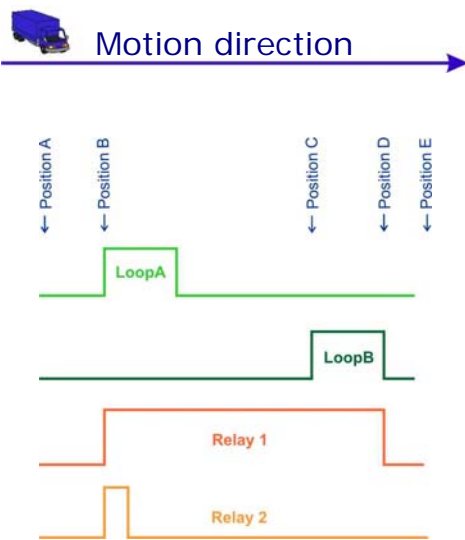 Motion direction
← Position A
← Position B
← Position C
← Position D
← Position E
LoopA
LoopB
Relay 1
Relay 2